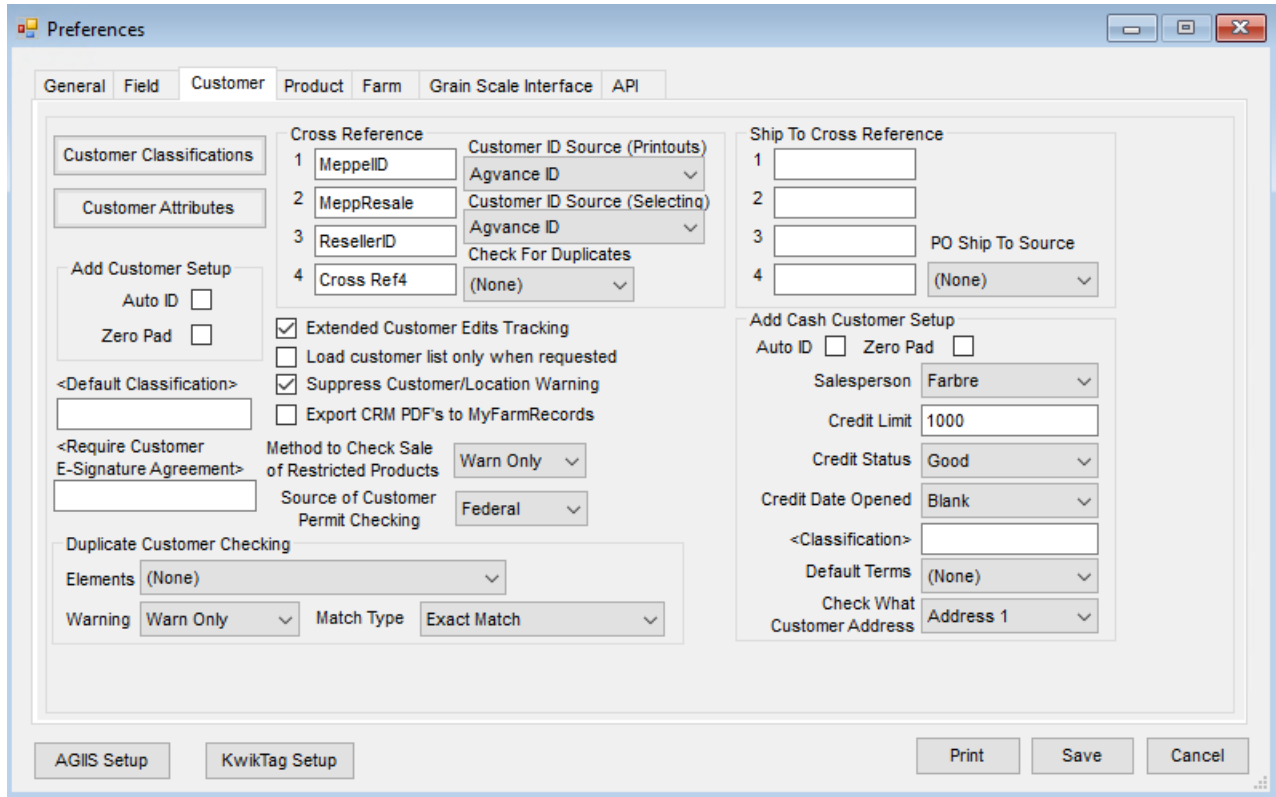 Preferences
General Field Customer Product Farm Grain Scale Interface API
Customer Classifications
Customer Attributes
Add Customer Setup
Auto ID
Zero Pad
<Default Classification>
<Require Customer
E-Signature Agreement>
Cross Reference
1 MeppelID
2 MeppResale
3 ResellerID
4 Cross Ref4
Customer ID Source (Printouts)
Agvance ID
Customer ID Source (Selecting)
Agvance ID
Check For Duplicates
(None)
Extended Customer Edits Tracking
Load customer list only when requested
Suppress Customer/Location Warning
Export CRM PDF's to MyFarmRecords
Method to Check Sale
of Restricted Products
Warn Only
Source of Customer
Permit Checking
Federal
Duplicate Customer Checking
Elements (None)
Warning Warn Only Match Type Exact Match
Ship To Cross Reference
1
2
3
4
PO Ship To Source
(None)
Add Cash Customer Setup
Auto ID Zero Pad
Salesperson Farbre
Credit Limit 1000
Credit Status Good
Credit Date Opened Blank
<Classification>
Default Terms (None)
Check What
Customer Address
Address 1
AGIIS Setup KwikTag Setup Print Save Cancel